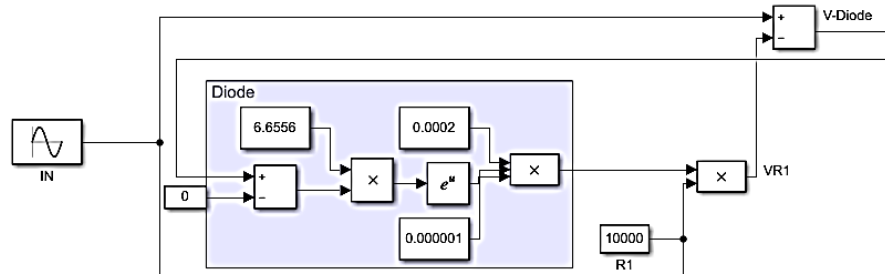 +
−
V-Diode
Diode
6.6556
0.0002
IN
+
−
0
×
e^u
×
×
VR1
0.000001
10000
R1